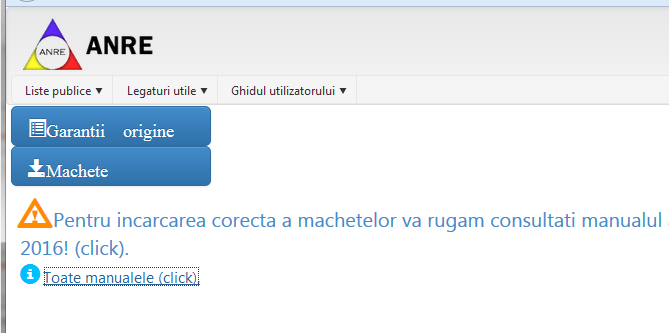 ANRE
ANRE
Liste publice
Legaturi utile
Ghidul utilizatorului
Garantii origine
Machete
Pentru incarcarea corecta a machetelor va rugam consultati manualul
2016! (click).
Toate manualele (click).